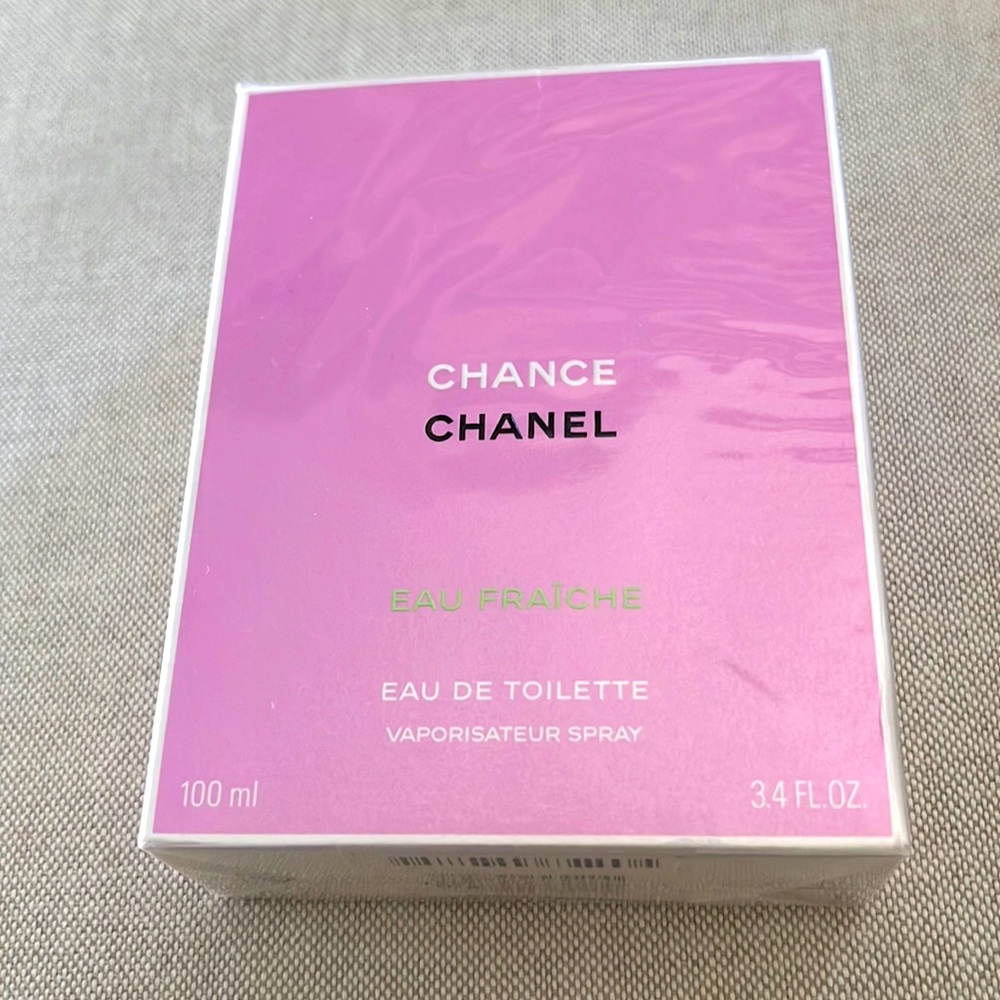 CHANCE
CHANEL
EAU FRAÎCHE
EAU DE TOILETTE
VAPORISATEUR SPRAY
100 ml
3.4 FL.OZ.